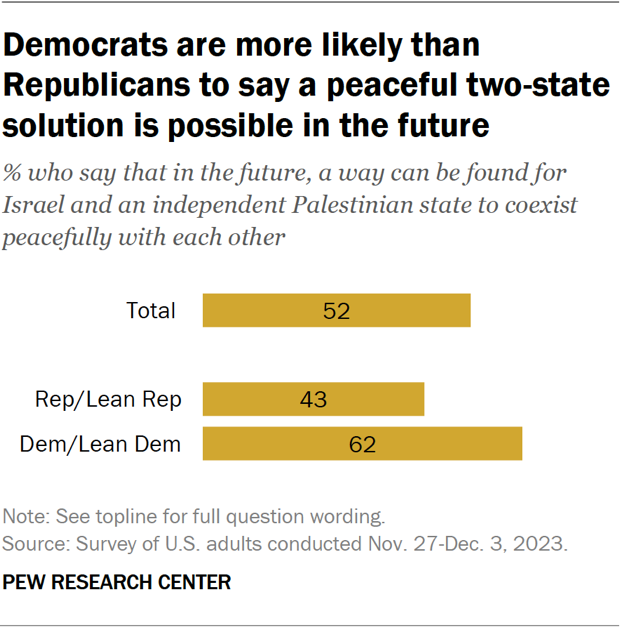 Democrats are more likely than
Republicans to say a peaceful two-state
solution is possible in the future
% who say that in the future, a way can be found for
Israel and an independent Palestinian state to coexist
peacefully with each other
Total 52
Rep/Lean Rep 43
Dem/Lean Dem 62
Note: See topline for full question wording.
Source: Survey of U.S. adults conducted Nov. 27-Dec. 3, 2023.
PEW RESEARCH CENTER